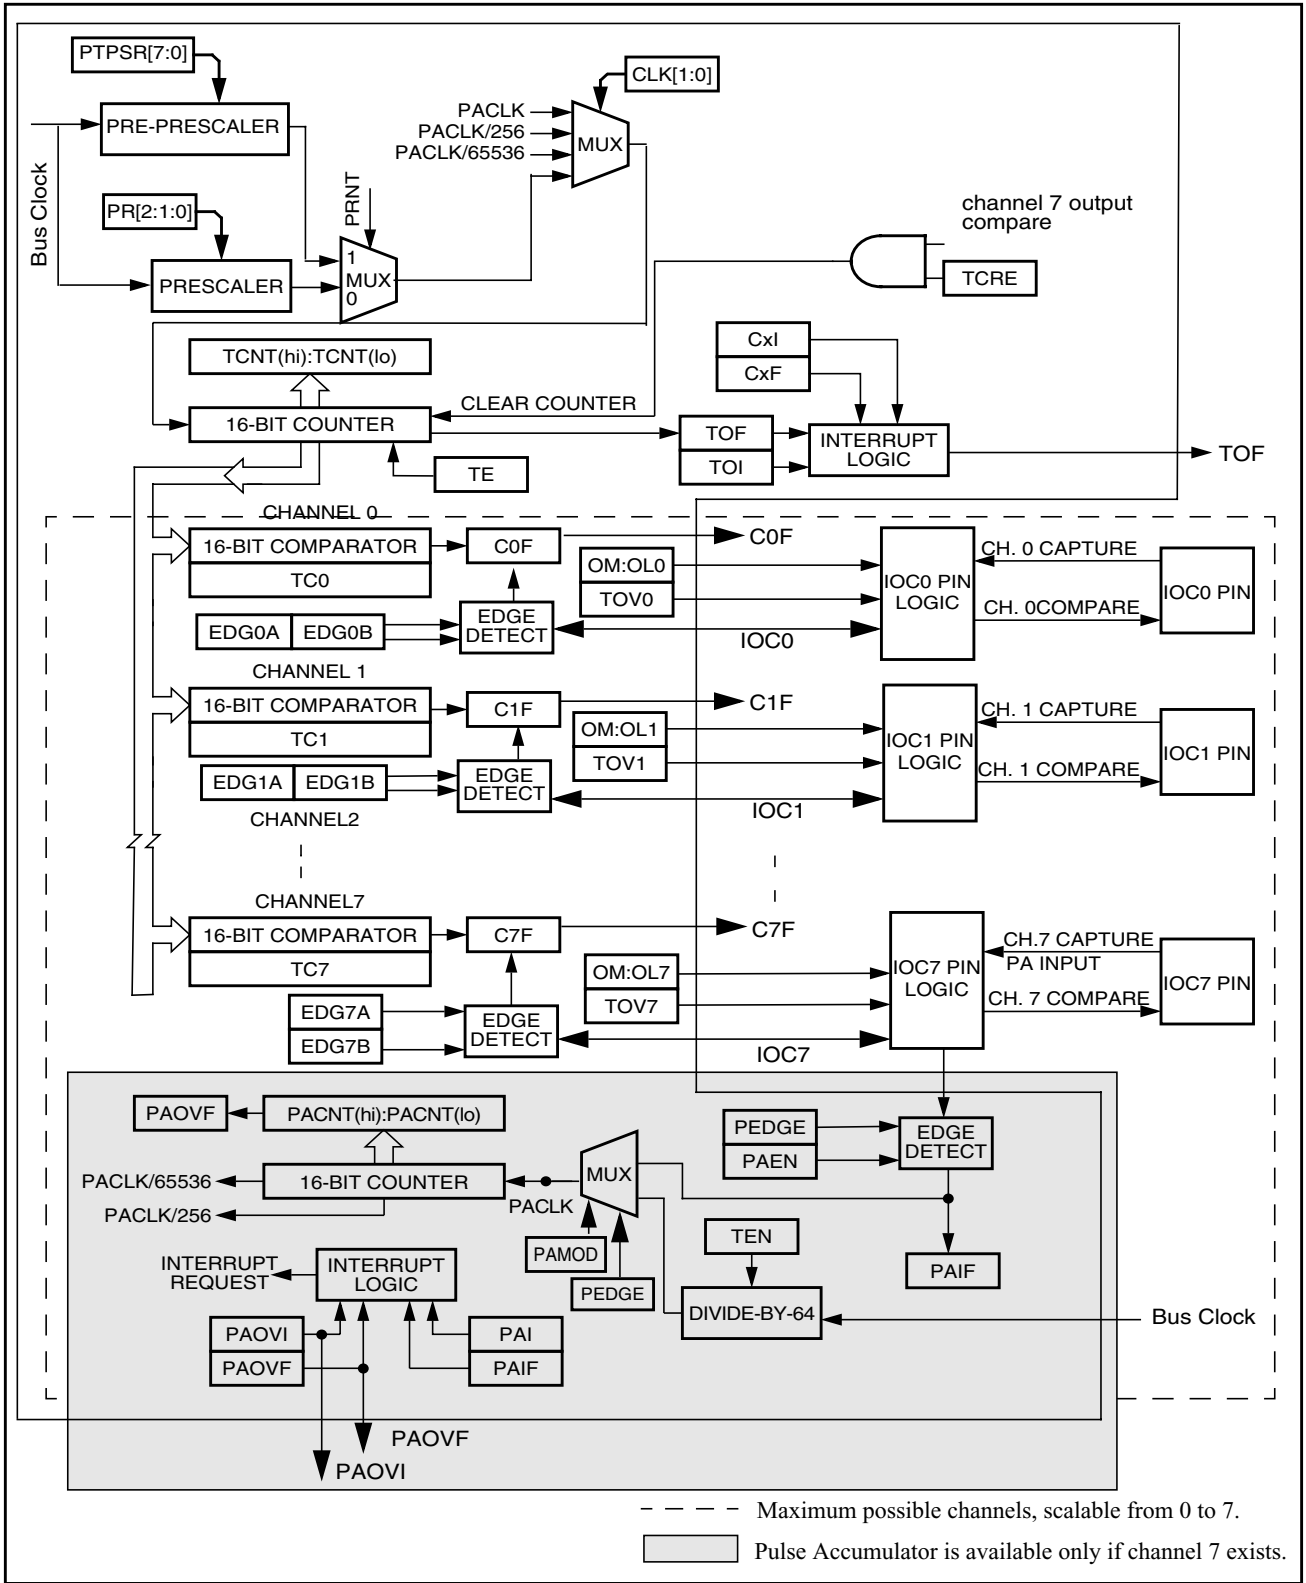 PTPSR[7:0]
CLK[1:0]
PRE-PRESCALER
PACLK
PACLK/256
PACLK/65536
MUX
Bus Clock
PR[2:1:0]
PRNT
channel 7 output
compare
PRESCALER
1
MUX
0
TCRE
TCNT(hi):TCNT(lo)
CxI
CxF
CLEAR COUNTER
16-BIT COUNTER
TOF
TOI
INTERRUPT
LOGIC
TOF
TE
CHANNEL 0
16-BIT COMPARATOR
TC0
C0F
C0F
OM:OL0
TOV0
IOC0 PIN
LOGIC
CH. 0 CAPTURE
CH. 0COMPARE
IOC0 PIN
EDG0A
EDG0B
EDGE
DETECT
IOC0
CHANNEL 1
16-BIT COMPARATOR
TC1
C1F
C1F
OM:OL1
TOV1
IOC1 PIN
LOGIC
CH. 1 CAPTURE
CH. 1 COMPARE
IOC1 PIN
EDG1A
EDG1B
EDGE
DETECT
IOC1
CHANNEL2
CHANNEL7
16-BIT COMPARATOR
TC7
C7F
C7F
OM:OL7
TOV7
IOC7 PIN
LOGIC
CH.7 CAPTURE
PA INPUT
CH. 7 COMPARE
IOC7 PIN
EDG7A
EDG7B
EDGE
DETECT
IOC7
PAOVF
PACNT(hi):PACNT(lo)
PEDGE
PAEN
EDGE
DETECT
MUX
PACLK/65536
16-BIT COUNTER
PACLK
PACLK/256
TEN
PAMOD
INTERRUPT
REQUEST
INTERRUPT
LOGIC
PAIF
PEDGE
DIVIDE-BY-64
Bus Clock
PAOVI
PAOVF
PAI
PAIF
PAOVF
PAOVI
Maximum possible channels, scalable from 0 to 7.
Pulse Accumulator is available only if channel 7 exists.